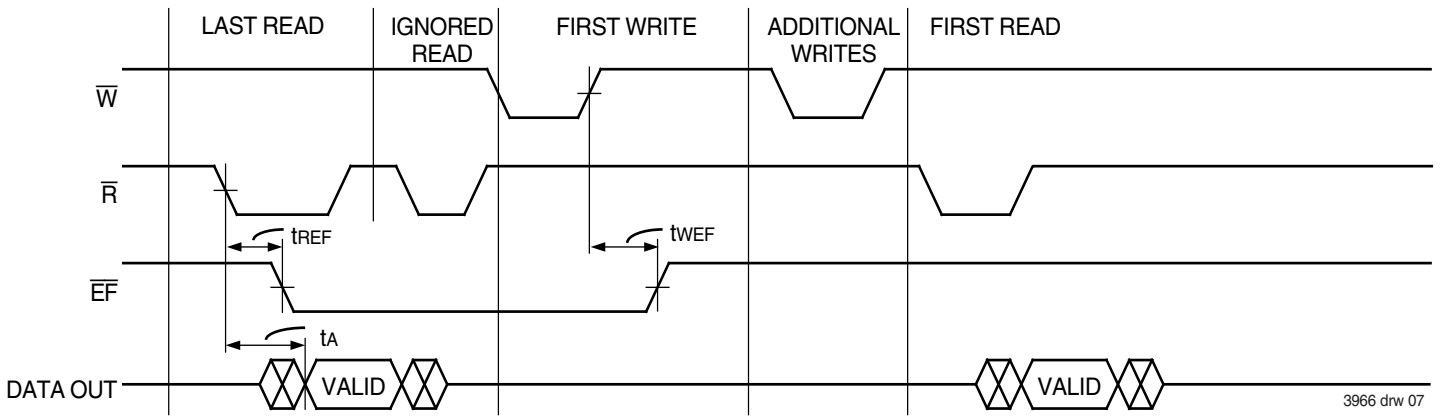 LAST READ
IGNORED
READ
FIRST WRITE
ADDITIONAL
WRITES
FIRST READ
W
R
tREF
tWEF
EF
tA
DATA OUT
VALID
VALID
3966 drw 07